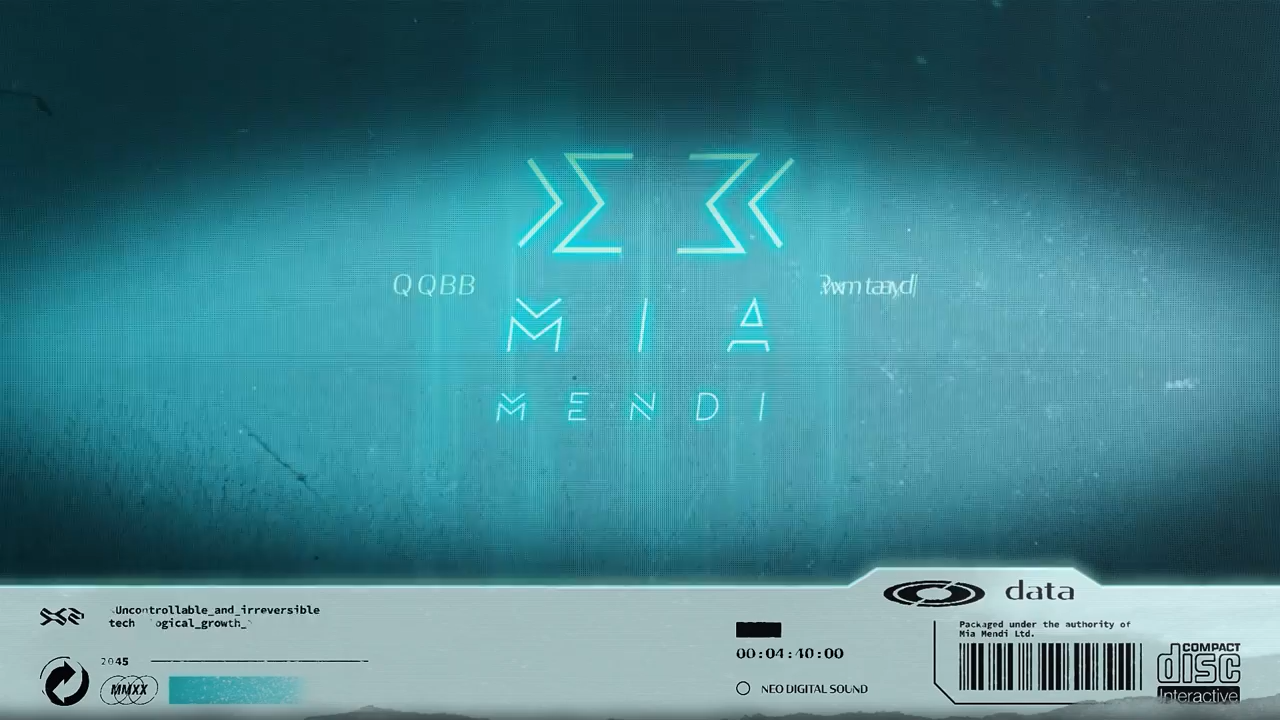 QQBB
MIA
MENDI
data
Uncontrollable_and_irreversible
2045
MMXX
00:04:40:00
NEO DIGITAL SOUND
Packaged under the authority of
Mia Mendi Ltd.
COMPACT
disc
Interactive